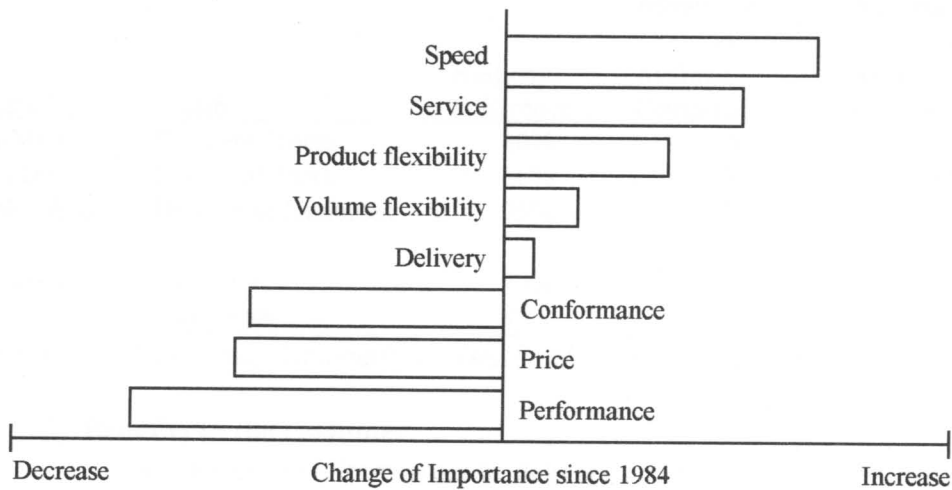 Speed
Service
Product flexibility
Volume flexibility
Delivery
Conformance
Price
Performance
Decrease Change of Importance since 1984 Increase